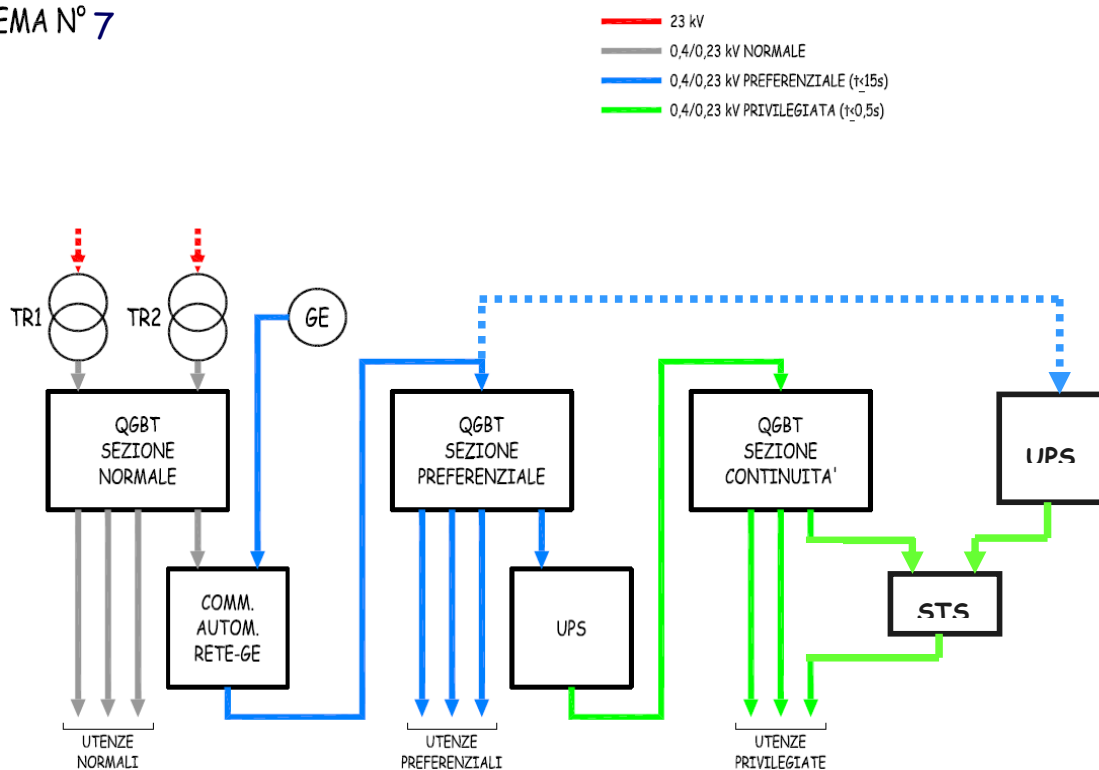 EMA N° 7
23 kV
0,4/0,23 kV NORMALE
0,4/0,23 kV PREFERENZIALE (t≤15s)
0,4/0,23 kV PRIVILEGIATA (t≤0,5s)
TR1
TR2
GE
QGBT
SEZIONE
NORMALE
QGBT
SEZIONE
PREFERENZIALE
QGBT
SEZIONE
CONTINUITA'
UPS
COMM.
AUTOM.
RETE-GE
UPS
STS
UTENZE
NORMALI
UTENZE
PREFERENZIALI
UTENZE
PRIVILEGIATE